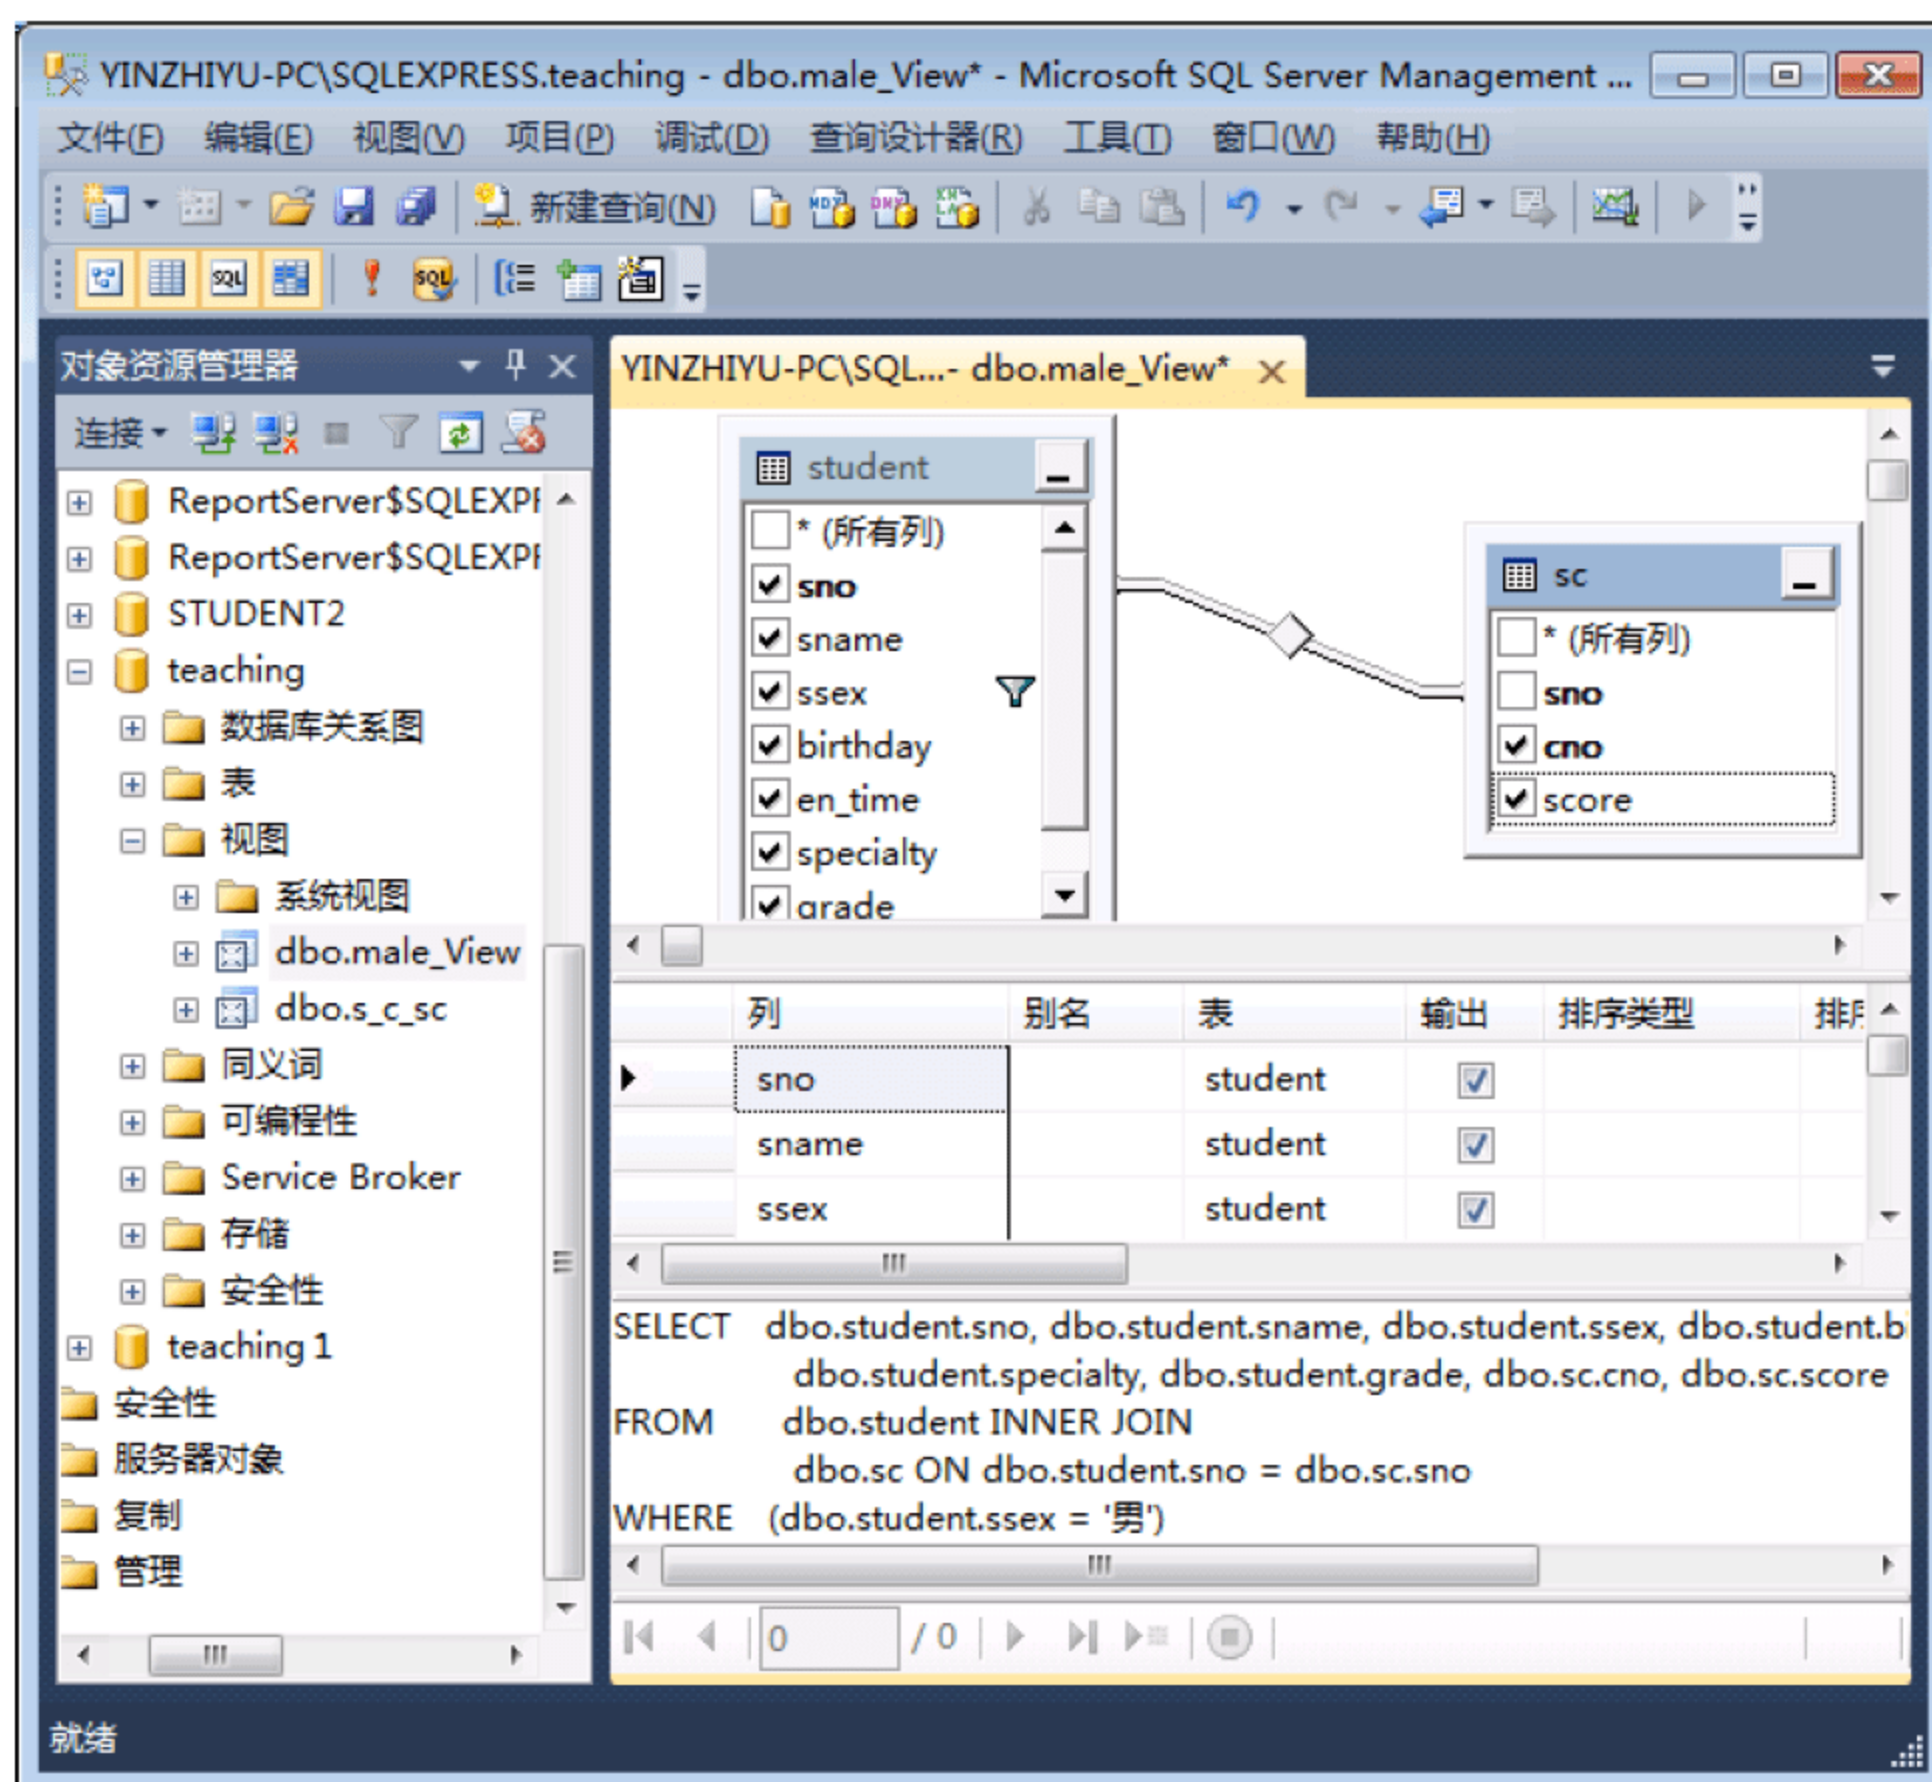 YINZHIYU-PC\SQLEXPRESS.teaching - dbo.male_View* - Microsoft SQL Server Management ...
文件(F) 编辑(E) 视图(V) 项目(P) 调试(D) 查询设计器(R) 工具(T) 窗口(W) 帮助(H)
新建查询(N)
对象资源管理器
连接
ReportServer$SQLEXPR
ReportServer$SQLEXPR
STUDENT2
teaching
数据库关系图
表
视图
系统视图
dbo.male_View
dbo.s_c_sc
同义词
可编程性
Service Broker
存储
安全性
teaching 1
安全性
服务器对象
复制
管理
YINZHIYU-PC\SQL...- dbo.male_View*
student
* (所有列)
sno
sname
ssex
birthday
en_time
specialty
grade
sc
* (所有列)
sno
cno
score
列 别名 表 输出 排序类型 排序
sno student
sname student
ssex student
SELECT dbo.student.sno, dbo.student.sname, dbo.student.ssex, dbo.student.b
dbo.student.specialty, dbo.student.grade, dbo.sc.cno, dbo.sc.score
FROM dbo.student INNER JOIN
dbo.sc ON dbo.student.sno = dbo.sc.sno
WHERE (dbo.student.ssex = '男')
0 / 0
就绪